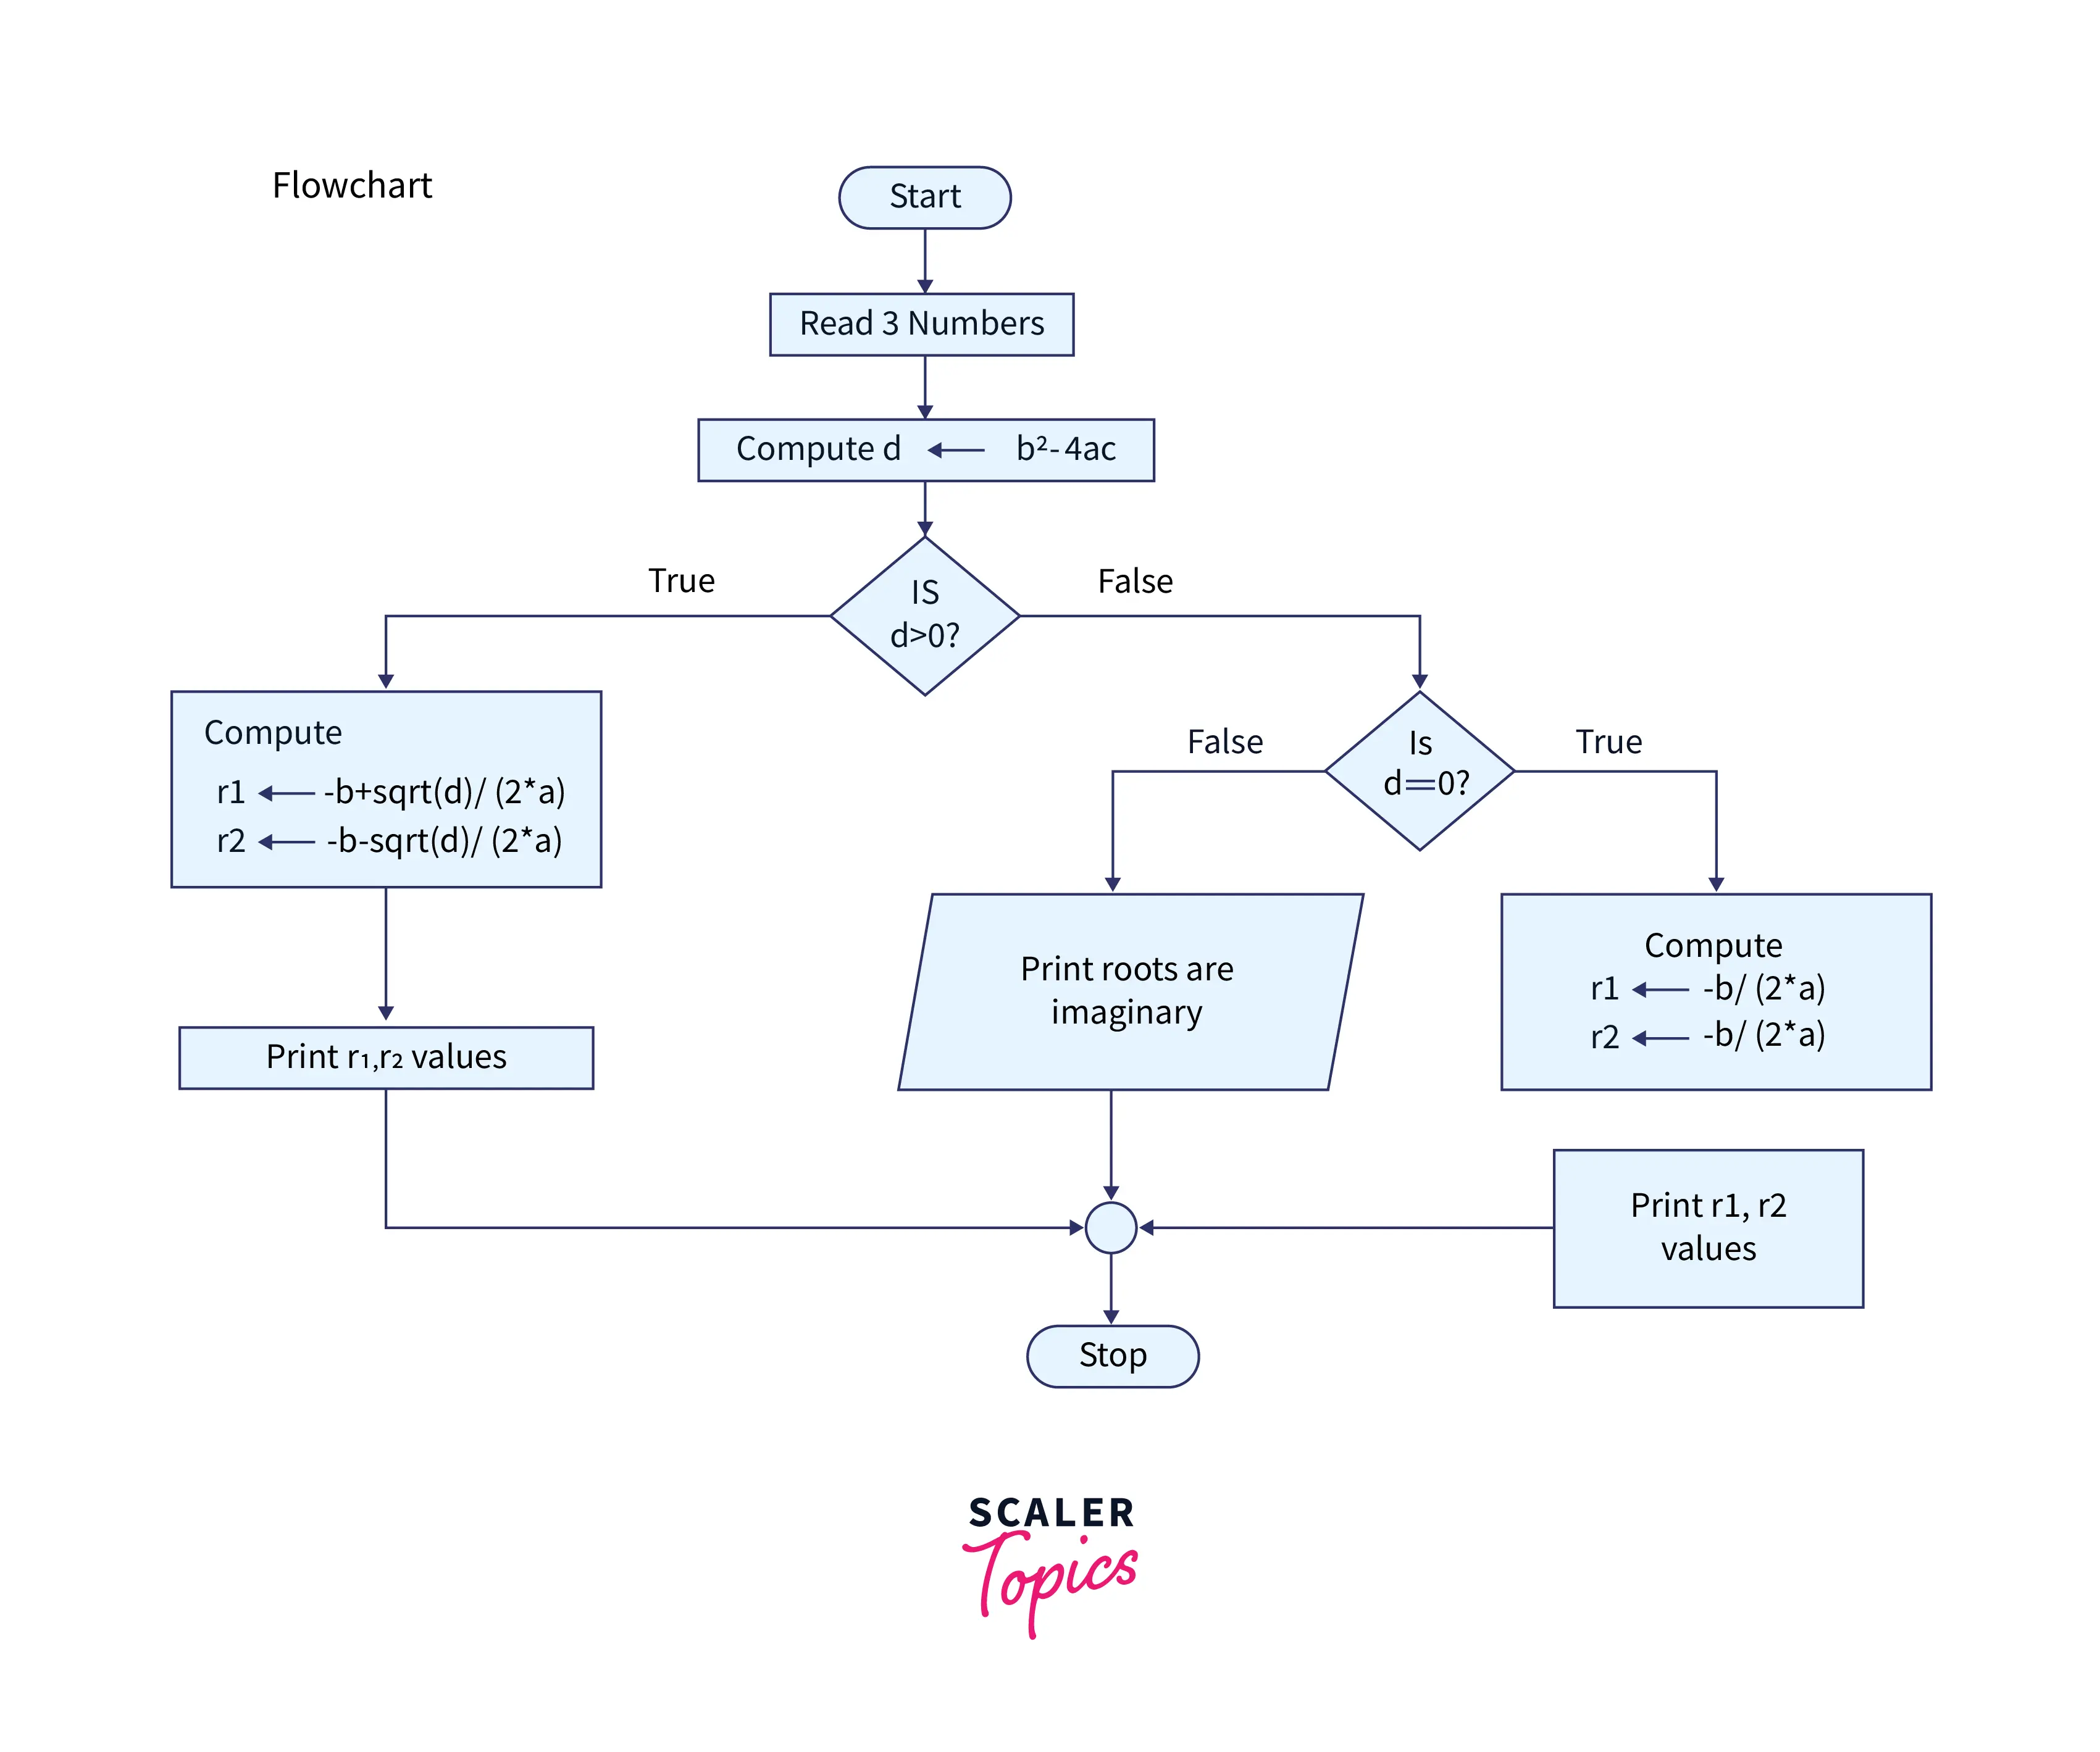 Flowchart
Start
Read 3 Numbers
Compute d ← b²-4ac
True
False
IS
d>0?
Compute
r1 ← -b+sqrt(d)/ (2*a)
r2 ← -b-sqrt(d)/ (2*a)
False
True
Is
d==0?
Print roots are
imaginary
Compute
r1 ← -b/ (2*a)
r2 ← -b/ (2*a)
Print r₁,r₂ values
Print r1, r2
values
Stop
SCALER
Topics